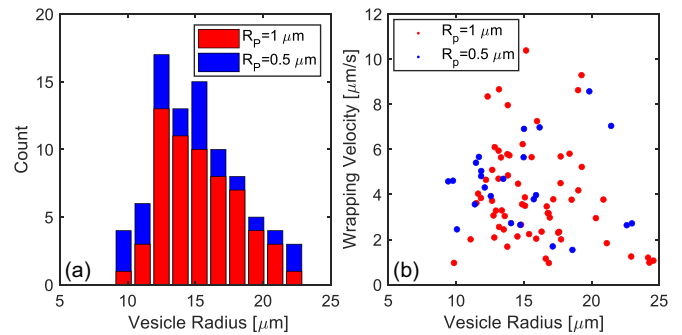 R_P=1 μm
R_P=0.5 μm
20
15
10
5
0
Count
(a)
5 10 15 20 25
Vesicle Radius [μm]
R_p=1 μm
R_p=0.5 μm
12
10
8
6
4
2
0
Wrapping Velocity [μm/s]
(b)
5 10 15 20 25
Vesicle Radius [μm]